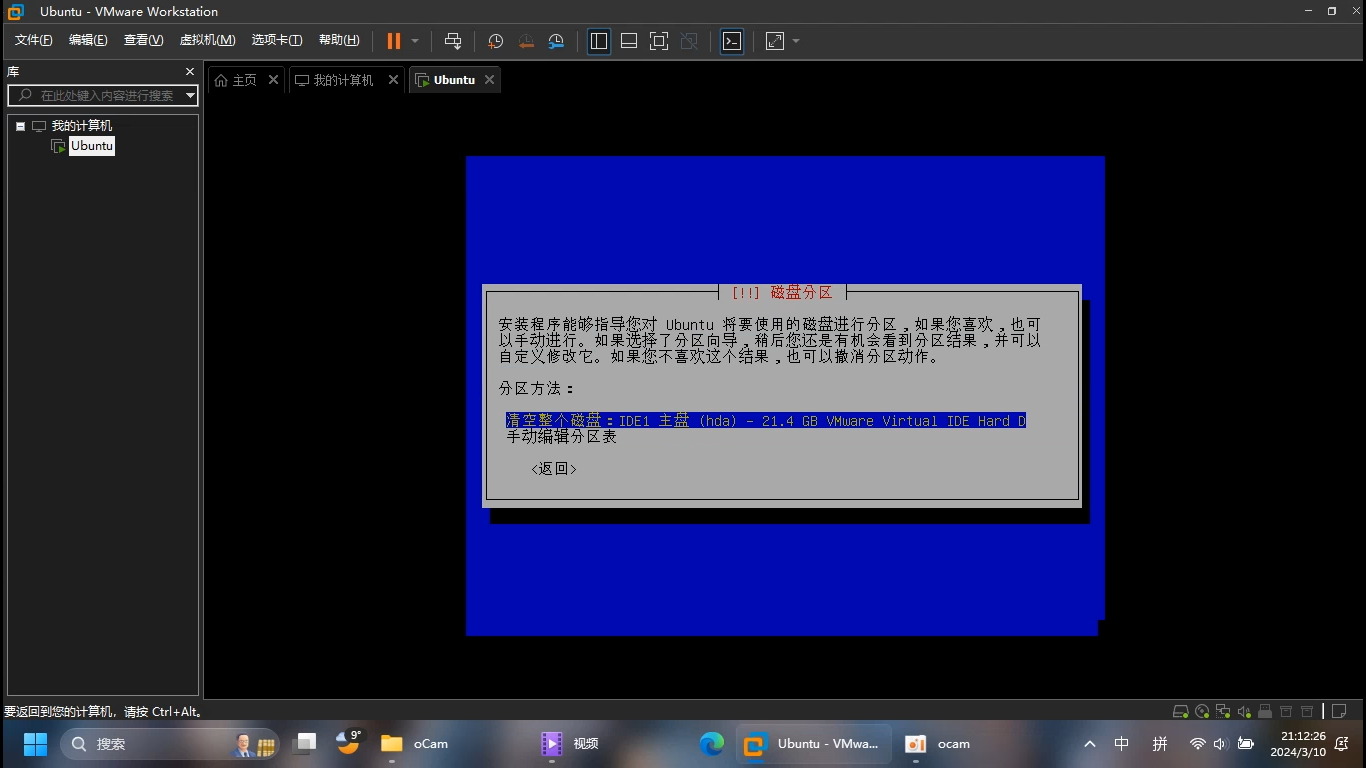 Ubuntu - VMware Workstation
文件(F) 编辑(E) 查看(V) 虚拟机(M) 选项卡(T) 帮助(H)
库
在此处键入内容进行搜索
我的计算机
Ubuntu
主页 我的计算机 Ubuntu
[!!] 磁盘分区
安装程序能够指导您对 Ubuntu 将要使用的磁盘进行分区，如果您喜欢，也可
以手动进行。如果选择了分区向导，稍后您还是有机会看到分区结果，并可以
自定义修改它。如果您不喜欢这个结果，也可以撤消分区动作。
分区方法：
清空整个磁盘：IDE1 主盘 (hda) - 21.4 GB VMware Virtual IDE Hard D
手动编辑分区表
<返回>
要返回到您的计算机，请按 Ctrl+Alt。
搜索 9° oCam 视频 Ubuntu - VMwa... ocam 中 拼 21:12:26
2024/3/10